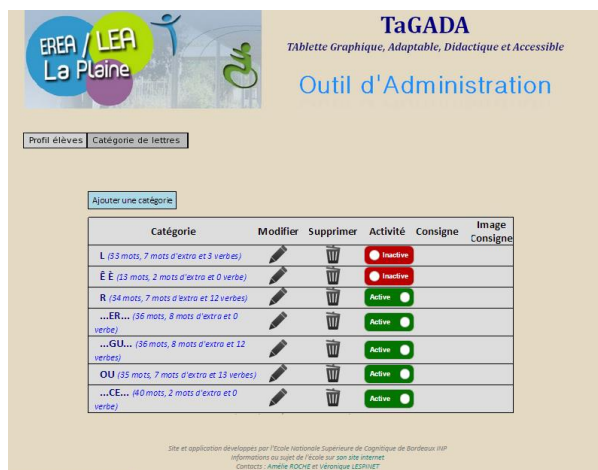 EREA / LEA
La Plaine
TaGADA
TAblette Graphique, Adaptable, Didactique et Accessible
Outil d'Administration
Profil élèves Catégorie de lettres
Ajouter une catégorie
Catégorie Modifier Supprimer Activité Consigne Image Consigne
L (33 mots, 7 mots d'extra et 3 verbes) Inactive
Ê È (13 mots, 2 mots d'extra et 0 verbe) Inactive
R (34 mots, 7 mots d'extra et 12 verbes) Active
...ER... (36 mots, 8 mots d'extra et 0
verbe) Active
...GU... (36 mots, 8 mots d'extra et 12
verbes) Active
OU (35 mots, 7 mots d'extra et 13 verbes) Active
...CE... (40 mots, 2 mots d'extra et 0
verbe) Active
Site et application développés par l'Ecole Nationale Supérieure de Cognitique de Bordeaux INP
Informations au sujet de l'école sur son site internet
Contacts : Amélie ROCHE et Véronique LESPINET